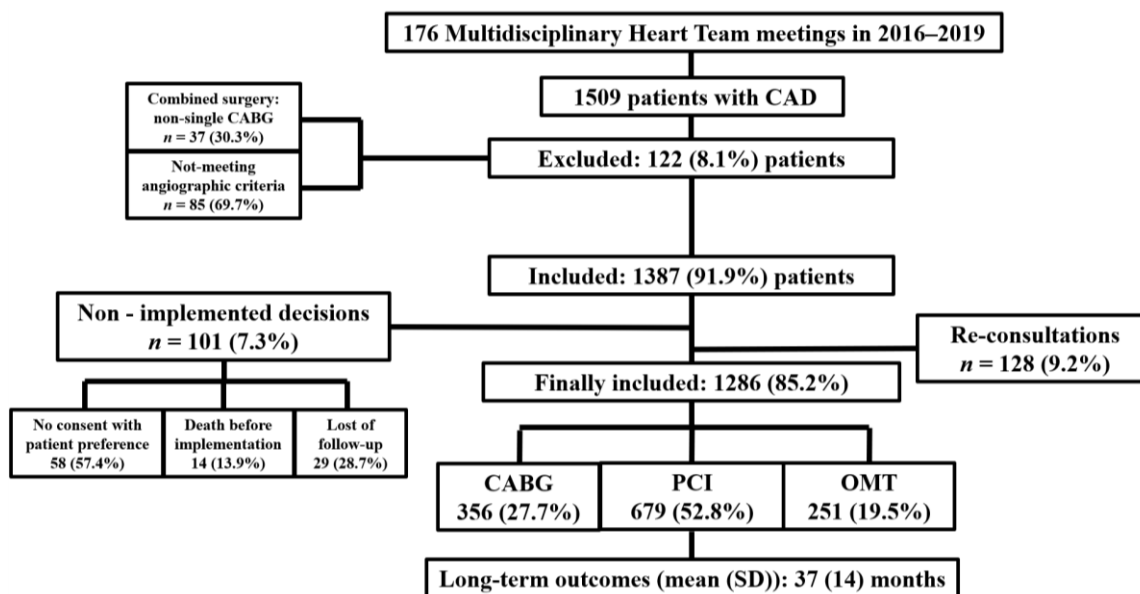 176 Multidisciplinary Heart Team meetings in 2016–2019
1509 patients with CAD
Combined surgery:
non-single CABG
n = 37 (30.3%)
Not-meeting
angiographic criteria
n = 85 (69.7%)
Excluded: 122 (8.1%) patients
Included: 1387 (91.9%) patients
Non - implemented decisions
n = 101 (7.3%)
Re-consultations
n = 128 (9.2%)
Finally included: 1286 (85.2%)
No consent with
patient preference
58 (57.4%)
Death before
implementation
14 (13.9%)
Lost of
follow-up
29 (28.7%)
CABG
356 (27.7%)
PCI
679 (52.8%)
OMT
251 (19.5%)
Long-term outcomes (mean (SD)): 37 (14) months